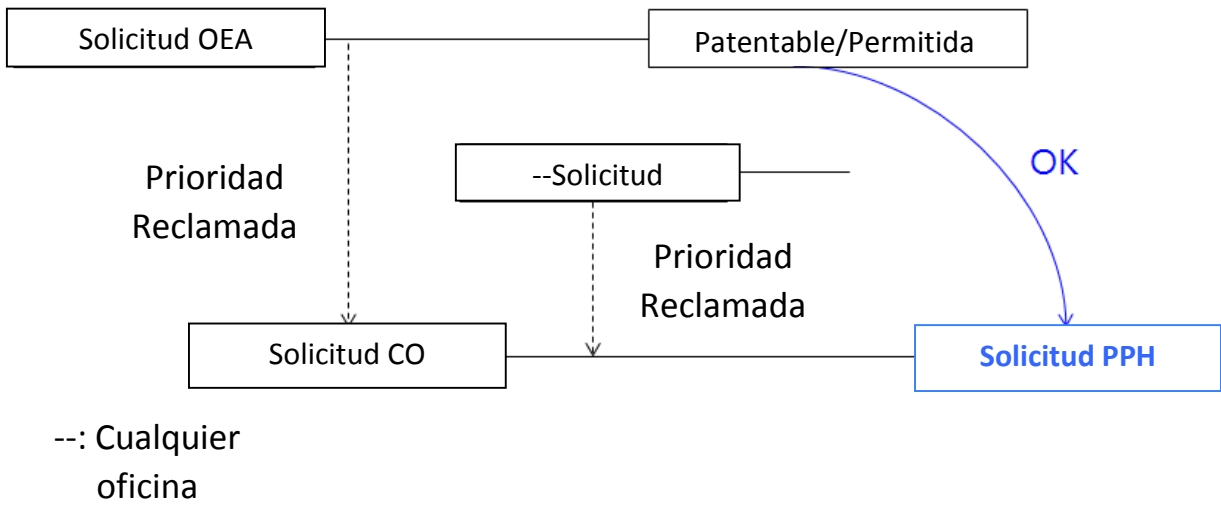 Solicitud OEA
Patentable/Permitida
Prioridad
Reclamada
--Solicitud
OK
Prioridad
Reclamada
Solicitud CO
Solicitud PPH
--: Cualquier
oficina